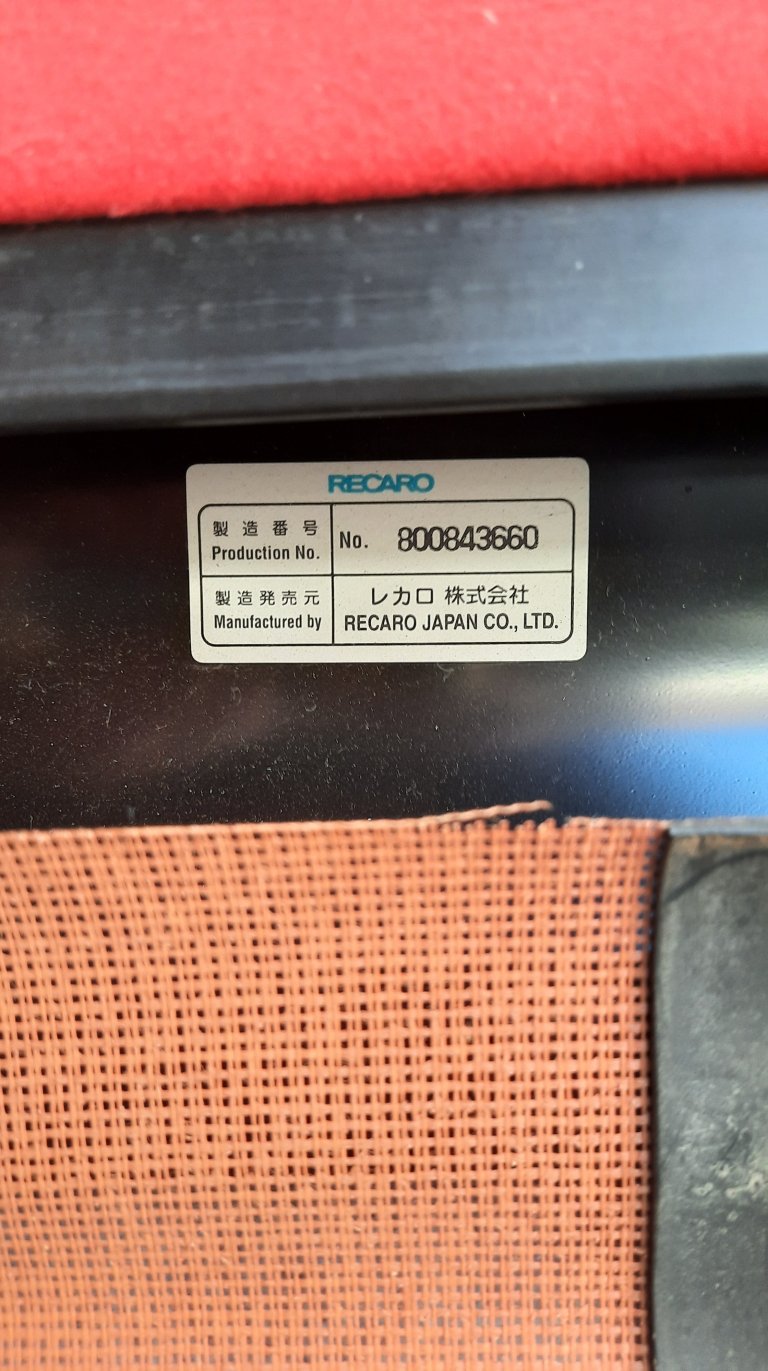 RECARO
製造番号
Production No.
No. 800843660
製造発売元
Manufactured by
レカロ 株式会社
RECARO JAPAN CO., LTD.